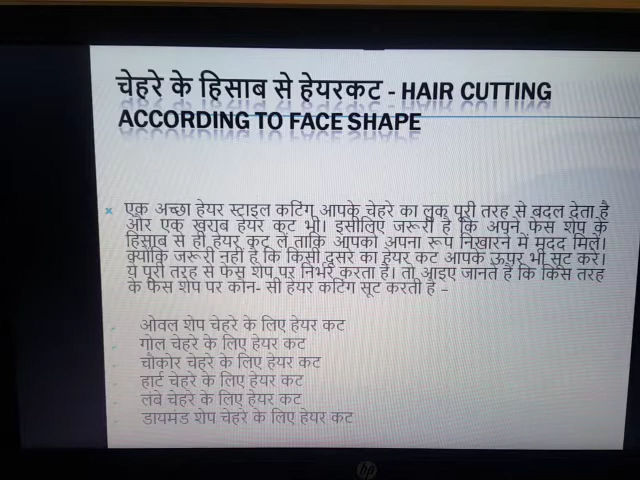 चेहरे के हिसाब से हेयरकट - HAIR CUTTING
ACCORDING TO FACE SHAPE
एक अच्छा हेयर स्टाइल कटिंग आपके चेहरे का लुक पूरी तरह से बदल देता है
और एक खराब हेयर कट भी। इसीलिए जरूरी है कि अपने फेस शेप के
हिसाब से ही हेयर कट लें ताकि आपको अपना रूप निखारने में मदद मिले।
क्योंकि जरूरी नही है कि किसी दूसरे का हेयर कट आपके ऊपर भी सूट करे।
ये पूरी तरह से फेस शेप पर निर्भर करता है। तो आइए जानते हैं कि किस तरह
के फेस शेप पर कौन- सी हेयर कटिंग सूट करती है –
ओवल शेप चेहरे के लिए हेयर कट
गोल चेहरे के लिए हेयर कट
चौकोर चेहरे के लिए हेयर कट
हार्ट चेहरे के लिए हेयर कट
लंबे चेहरे के लिए हेयर कट
डायमंड शेप चेहरे के लिए हेयर कट
hp